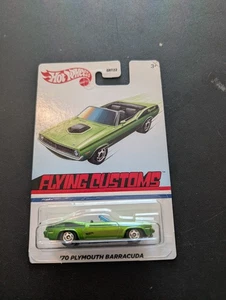 Hot Wheels
FLYING CUSTOMS
'70 PLYMOUTH BARRACUDA